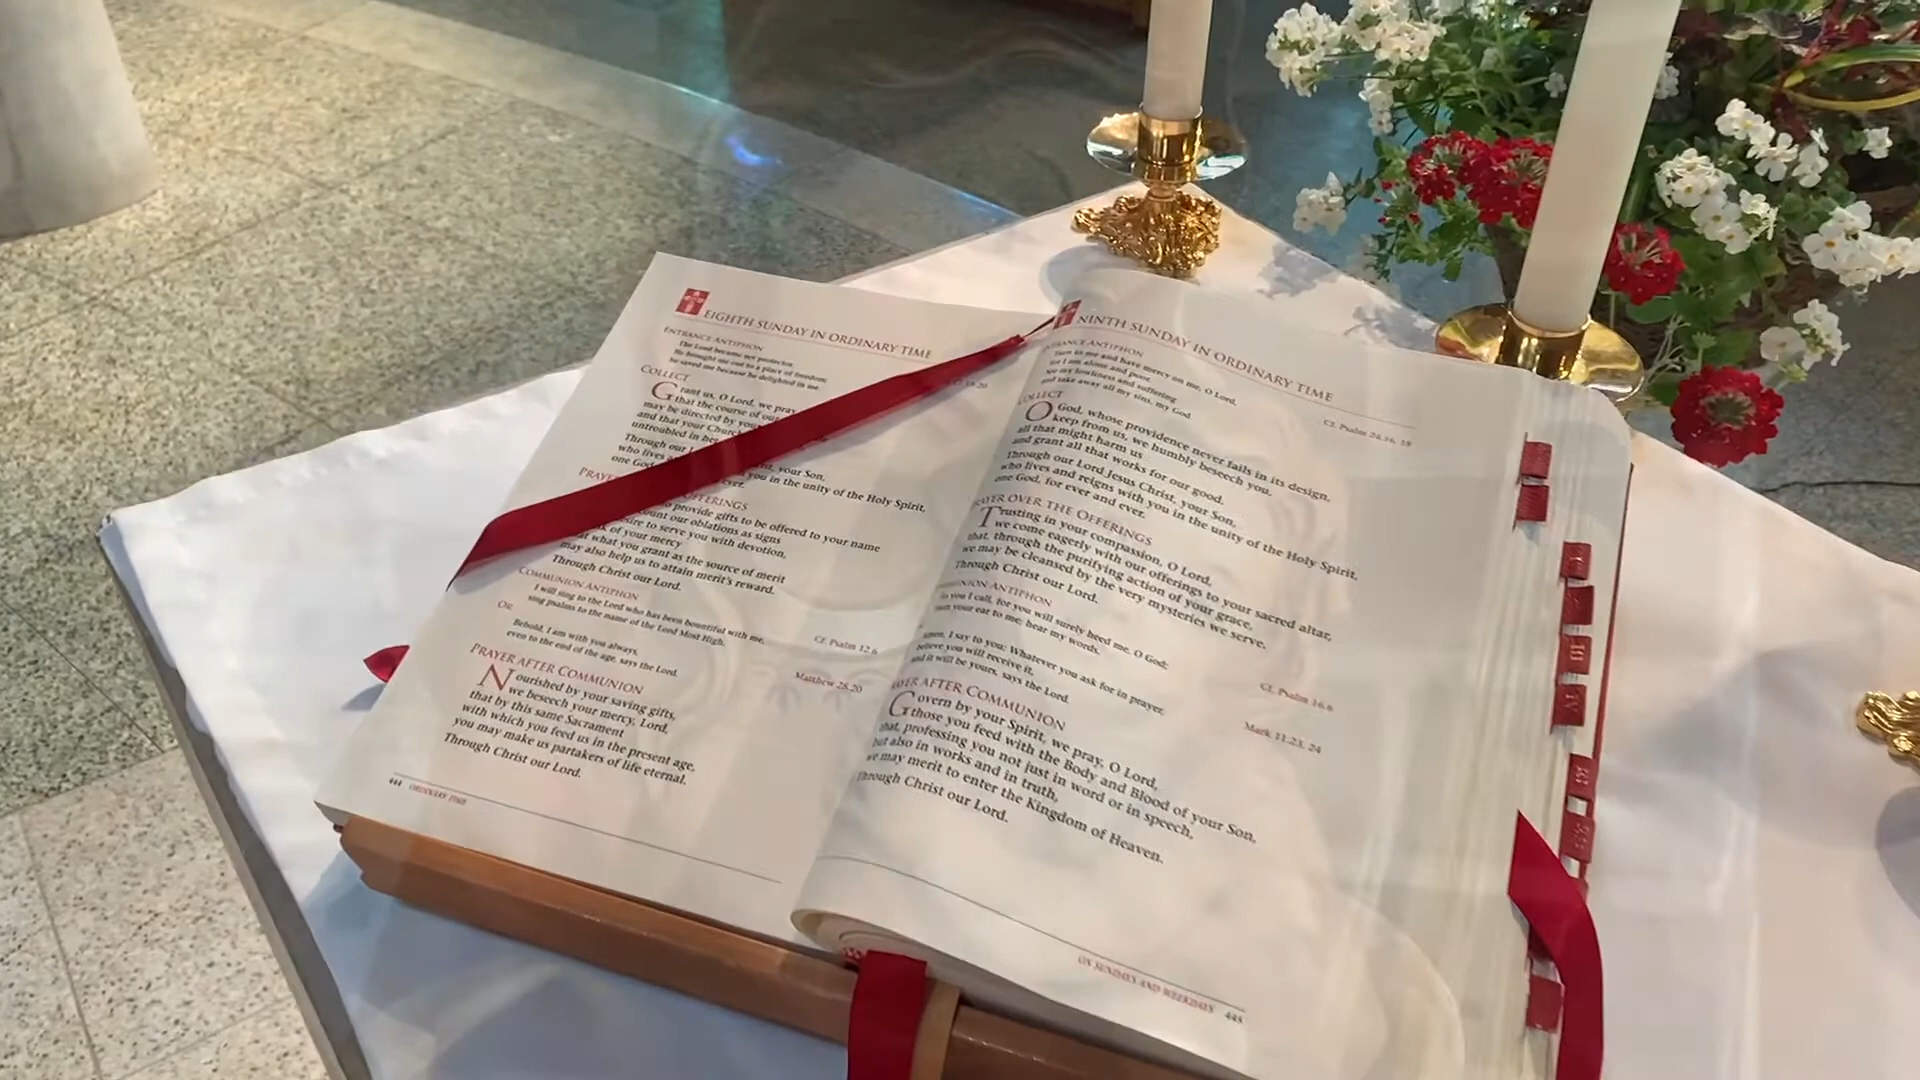 EIGHTH SUNDAY IN ORDINARY TIME
ENTRANCE ANTIPHON
The Lord became my protector.
He brought me out to a place of freedom;
he saved me because he delighted in me.
COLLECT
Grant us, O Lord, we pray,
that the course of our
may be directed by your
and that your Church
untroubled in her
Through our your Son,
who lives you in the unity of the Holy Spirit,
one God, ever.
PRAYER OFFERINGS
provide gifts to be offered to your name
count our oblations as signs
desire to serve you with devotion,
of your mercy
that what you grant as the source of merit
may also help us to attain merit's reward.
Through Christ our Lord.
COMMUNION ANTIPHON
Cf. Psalm 12:6
I will sing to the Lord who has been bountiful with me,
sing psalms to the name of the Lord Most High.
Or:
Matthew 28:20
Behold, I am with you always,
even to the end of the age, says the Lord.
PRAYER AFTER COMMUNION
Nourished by your saving gifts,
we beseech your mercy, Lord,
that by this same Sacrament
with which you feed us in the present age,
you may make us partakers of life eternal.
Through Christ our Lord.
444 ORDINARY TIME
NINTH SUNDAY IN ORDINARY TIME
ENTRANCE ANTIPHON
Cf. Psalm 24:16, 18
Turn to me and have mercy on me, O Lord,
for I am alone and poor.
See my lowliness and suffering
and take away all my sins, my God.
COLLECT
O God, whose providence never fails in its design,
keep from us, we humbly beseech you,
all that might harm us
and grant all that works for our good.
Through our Lord Jesus Christ, your Son,
who lives and reigns with you in the unity of the Holy Spirit,
one God, for ever and ever.
PRAYER OVER THE OFFERINGS
Trusting in your compassion, O Lord,
we come eagerly with our offerings to your sacred altar,
that, through the purifying action of your grace,
we may be cleansed by the very mysteries we serve.
Through Christ our Lord.
COMMUNION ANTIPHON
Cf. Psalm 16:6
To you I call, for you will surely heed me, O God;
turn your ear to me; hear my words.
Mark 11:23, 24
Amen, I say to you: Whatever you ask for in prayer,
believe you will receive it,
and it will be yours, says the Lord.
PRAYER AFTER COMMUNION
Govern by your Spirit, we pray, O Lord,
those you feed with the Body and Blood of your Son,
that, professing you not just in word or in speech,
but also in works and in truth,
we may merit to enter the Kingdom of Heaven.
Through Christ our Lord.
ON SUNDAYS AND WEEKDAYS 445